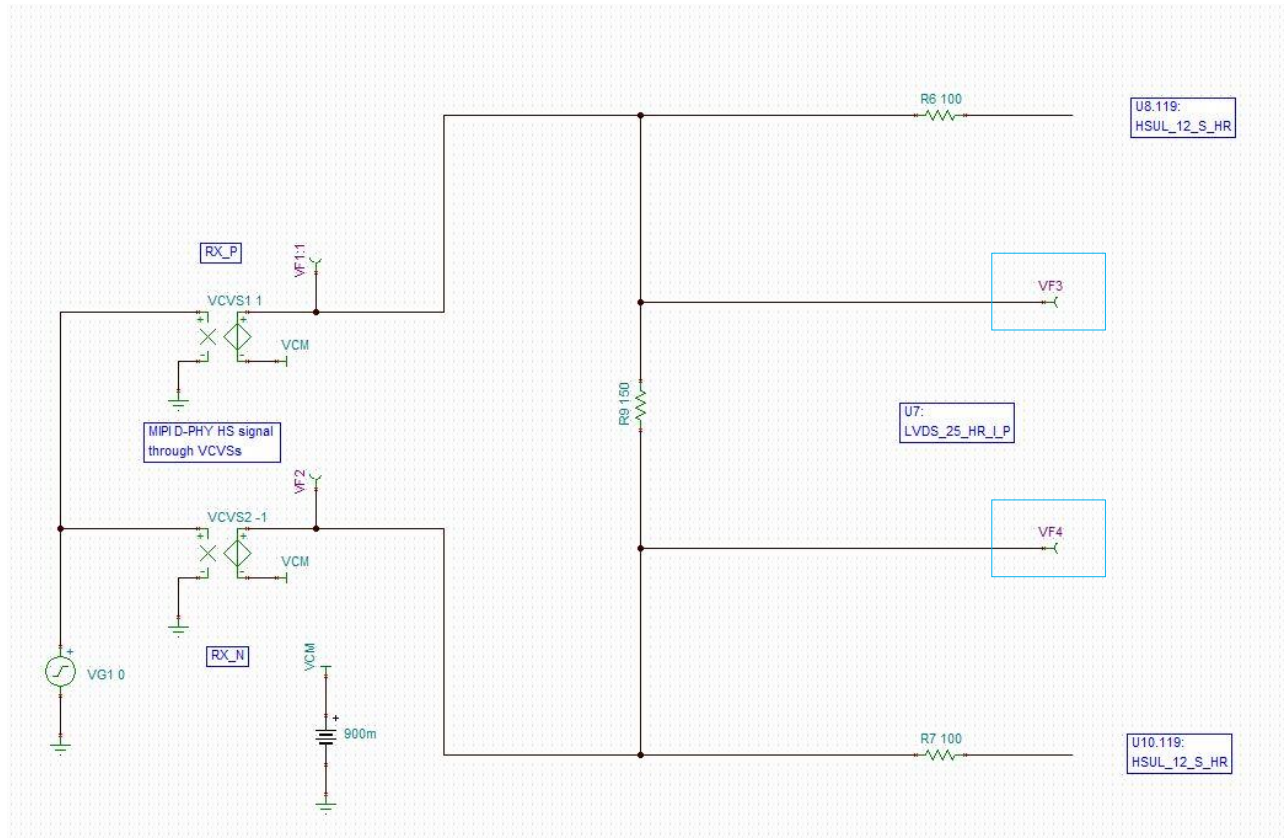 R6 100
U8.119:
HSUL_12_S_HR
RX_P
VF1:1
VCVS1 1
+
+
-
-
VCM
VF3
R9 150
U7:
LVDS_25_HR_I_P
MIPI D-PHY HS signal
through VCVSs
VF2
VCVS2 -1
+
+
-
-
VCM
VF4
RX_N
VCM
+
VG1 0
+
900m
R7 100
U10.119:
HSUL_12_S_HR